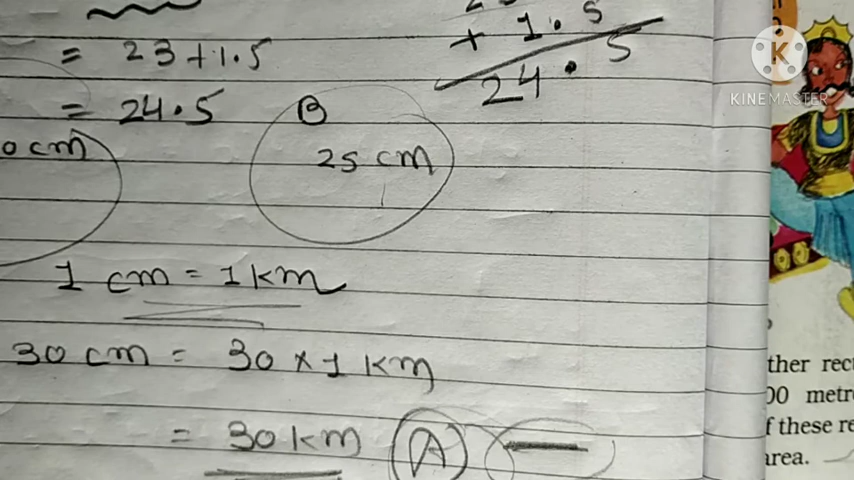 = 23+1.5
+ 1.5
24.5
= 24.5
B
0 cm
25 cm
1 cm = 1 km
30 cm = 30 × 1 km
= 30 km
A
K
KINEMASTER
ther rec
00 metr
f these re
area.